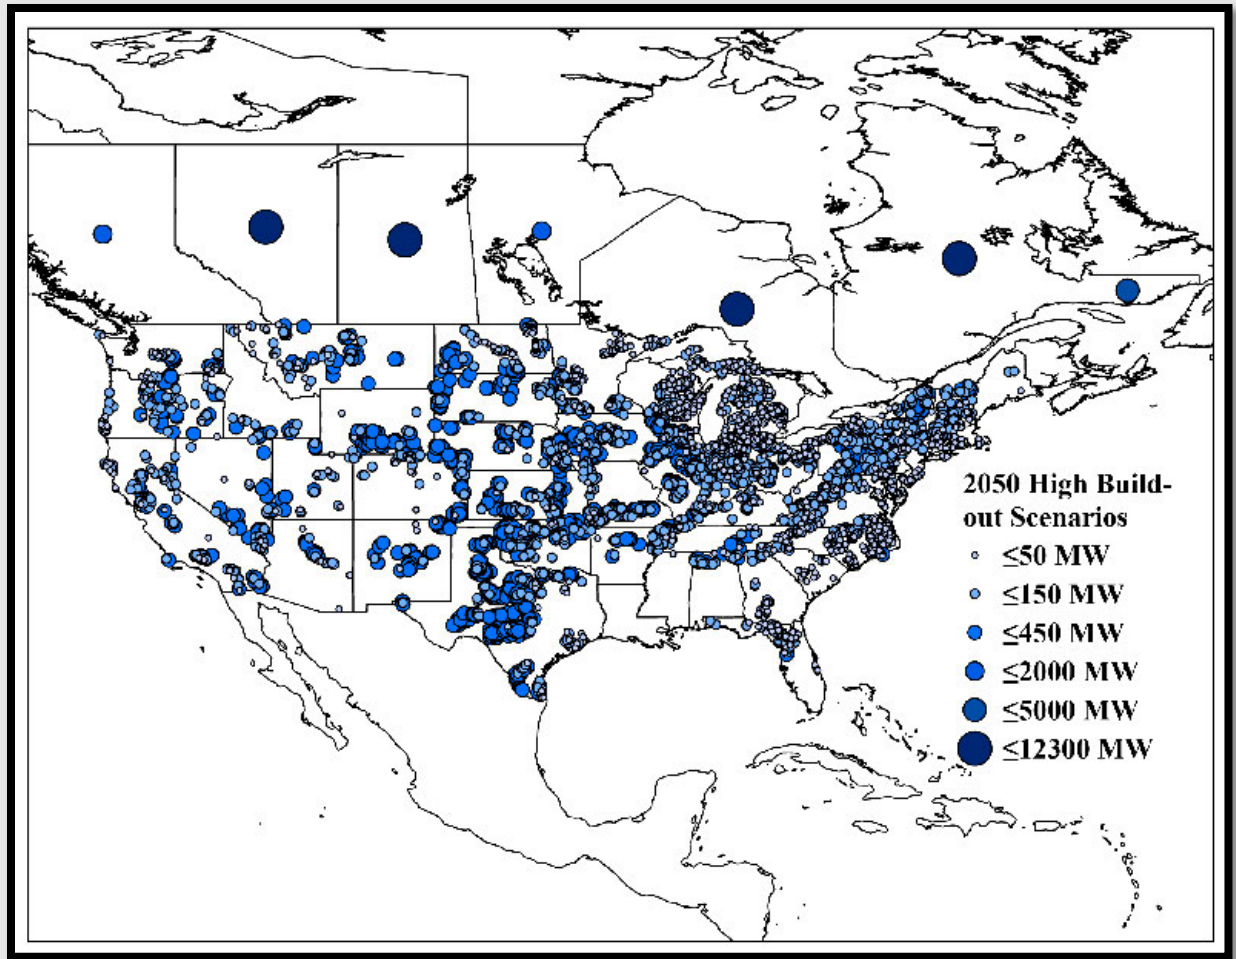 2050 High Build-
out Scenarios
≤50 MW
≤150 MW
≤450 MW
≤2000 MW
≤5000 MW
≤12300 MW